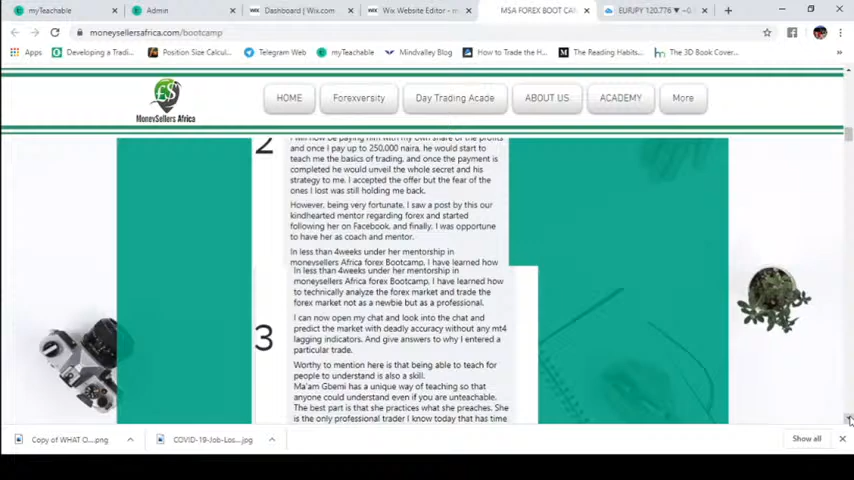 myTeachable
Admin
Dashboard | Wix.com
Wix Website Editor - m
MSA FOREX BOOT CA
EURJPY 120.776 ▼ −0.
moneysellersafrica.com/bootcamp
Apps
Developing a Tradi...
Position Size Calcul...
Telegram Web
myTeachable
Mindvalley Blog
How to Trade the H...
The Reading Habits...
The 3D Book Cover...
MoneySellers Africa
HOME
Forexversity
Day Trading Acade
ABOUT US
ACADEMY
More
2
I will now be paying him with my own share of the profits
and once I pay up to 250,000 naira, he would start to
teach me the basics of trading, and once the payment is
completed he would unveil the whole secret and his
strategy to me. I accepted the offer but the fear of the
ones I lost was still holding me back.
However, being very fortunate, I saw a post by this our
kindhearted mentor regarding forex and started
following her on Facebook, and finally, I was opportune
to have her as coach and mentor.
In less than 4weeks under her mentorship in
moneysellers Africa forex Bootcamp, I have learned how
In less than 4weeks under her mentorship in
moneysellers Africa forex Bootcamp, I have learned how
to technically analyze the forex market and trade the
forex market not as a newbie but as a professional.
3
I can now open my chat and look into the chat and
predict the market with deadly accuracy without any mt4
lagging indicators. And give answers to why I entered a
particular trade.
Worthy to mention here is that being able to teach for
people to understand is also a skill.
Ma'am Gbemi has a unique way of teaching so that
anyone could understand even if you are unteachable.
The best part is that she practices what she preaches. She
is the only professional trader I know today that has time
Copy of WHAT O....png
COVID-19-Job-Los....jpg
Show all